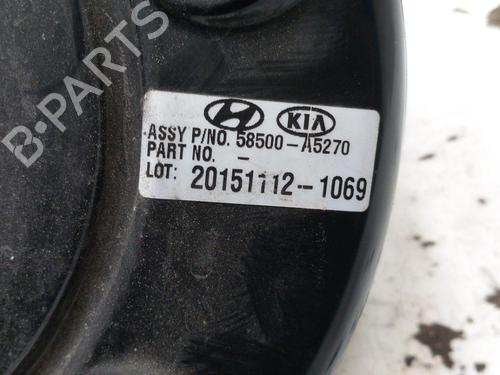 B-PARTS
KIA
ASSY P/NO. 58500-A5270
PART NO. -
LOT: 20151112-1069